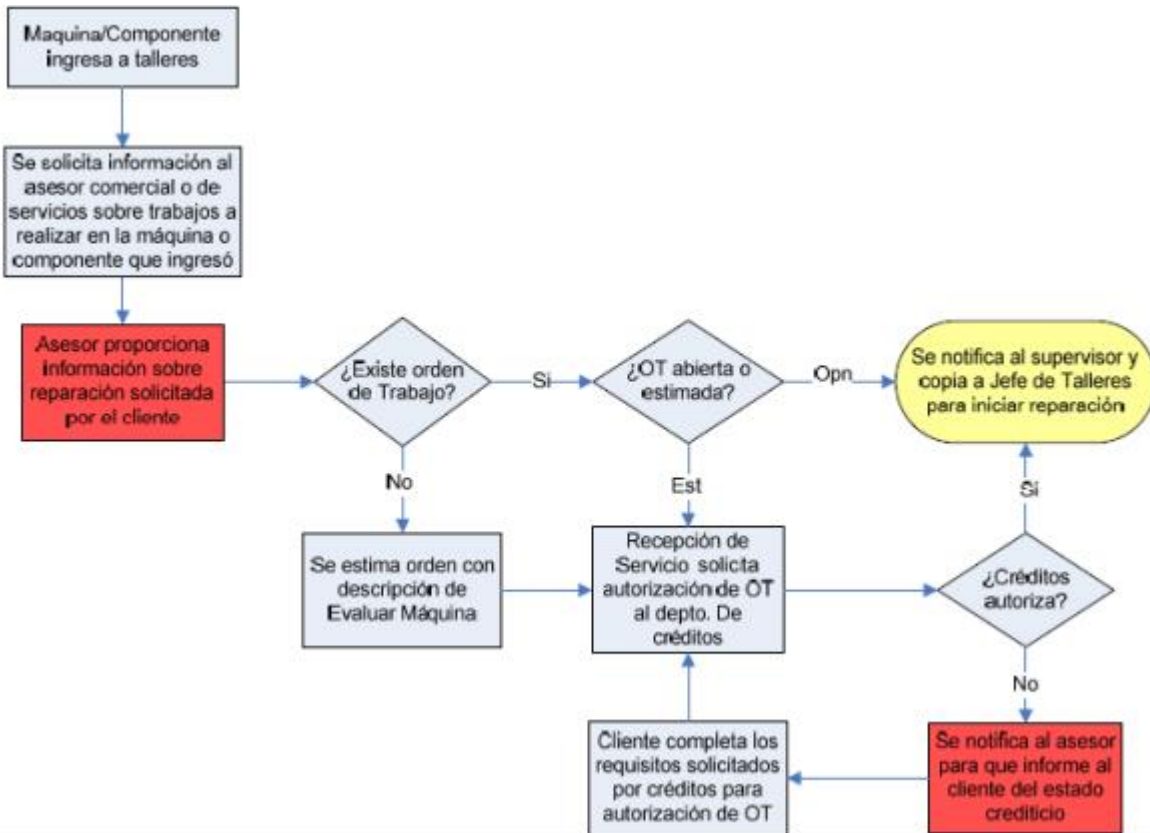 Maquina/Componente
ingresa a talleres
Se solicita información al
asesor comercial o de
servicios sobre trabajos a
realizar en la máquina o
componente que ingresó
Asesor proporciona
información sobre
reparación solicitada
por el cliente
¿Existe orden
de Trabajo?
Si
¿OT abierta o
estimada?
Opn
Se notifica al supervisor y
copia a Jefe de Talleres
para iniciar reparación
No
Est
Si
Se estima orden con
descripción de
Evaluar Máquina
Recepción de
Servicio solicta
autorización de OT
al depto. De
créditos
¿Créditos
autoriza?
No
Cliente completa los
requisitos solicitados
por créditos para
autorización de OT
Se notifica al asesor
para que informe al
cliente del estado
crediticio